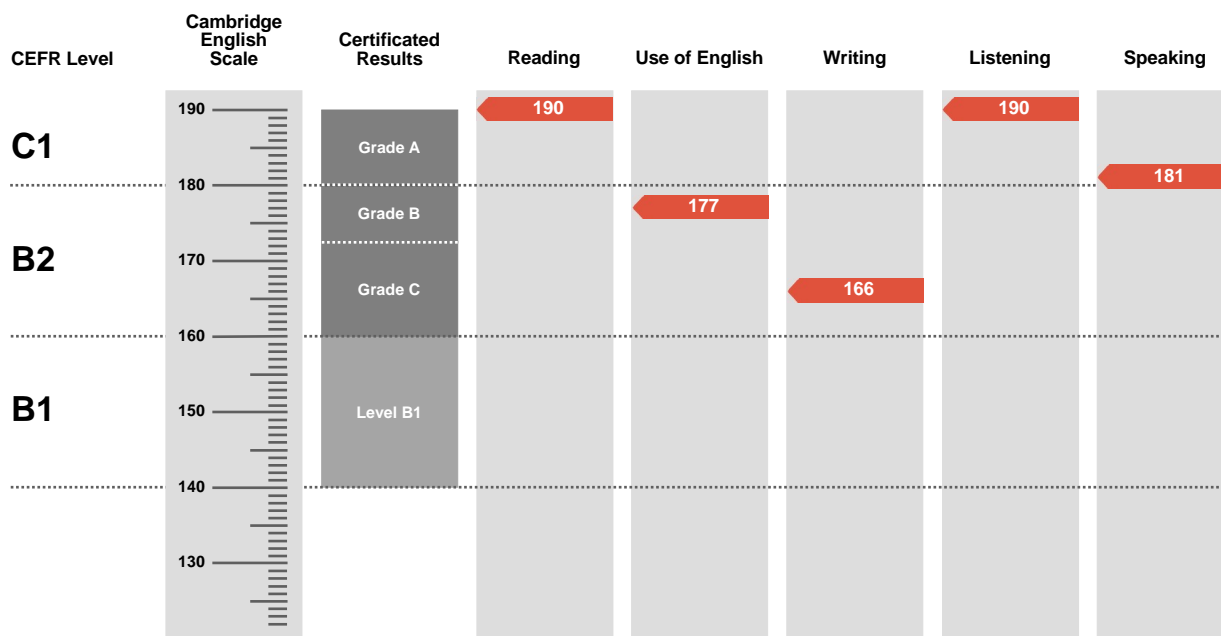 CEFR Level
Cambridge
English
Scale
Certificated
Results
Reading
Use of English
Writing
Listening
Speaking
190
190
190
C1
Grade A
180
181
Grade B
177
B2
170
Grade C
166
160
B1
150
Level B1
140
130